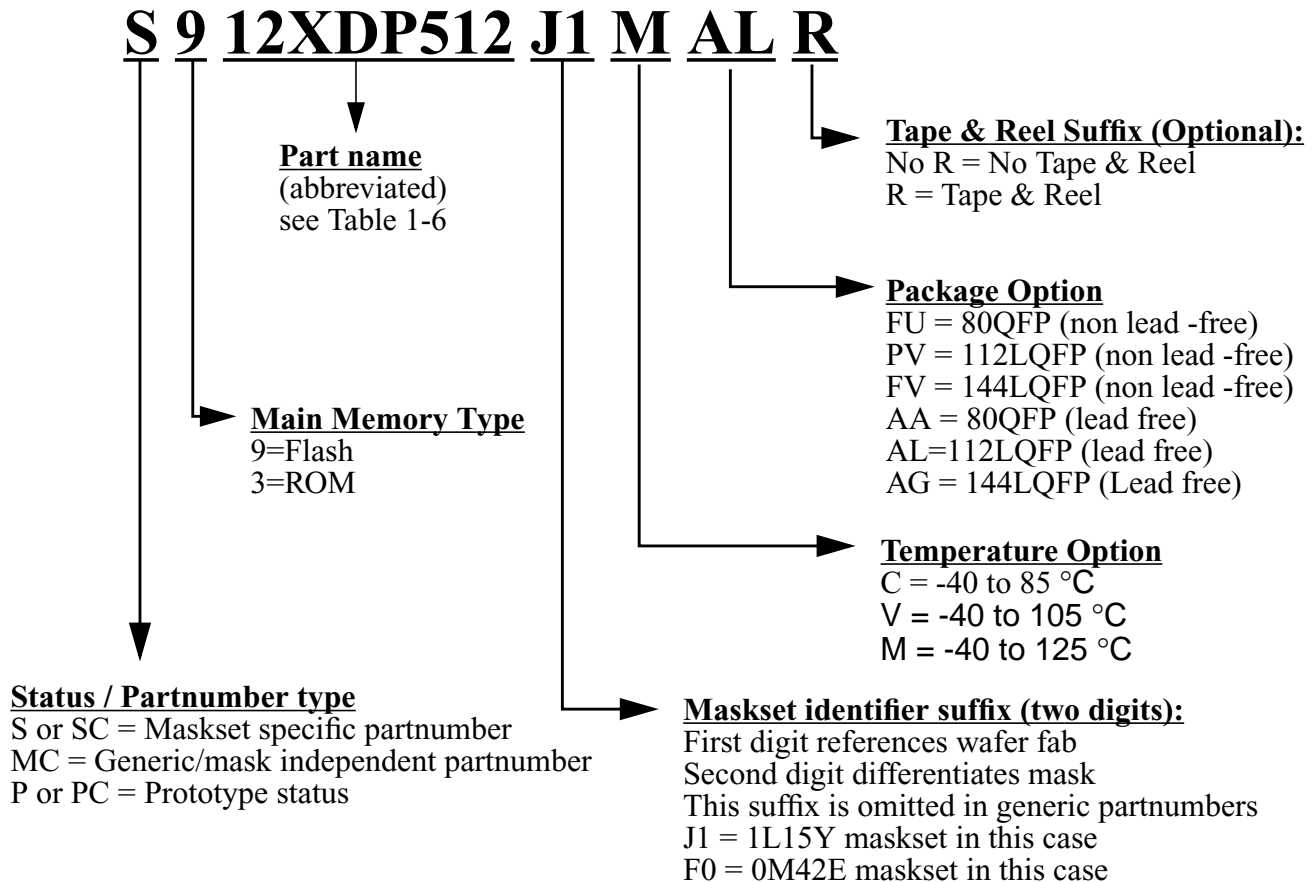 S 9 12XDP512 J1 M AL R
Tape & Reel Suffix (Optional):
No R = No Tape & Reel
R = Tape & Reel
Part name
(abbreviated)
see Table 1-6
Package Option
FU = 80QFP (non lead -free)
PV = 112LQFP (non lead -free)
FV = 144LQFP (non lead -free)
AA = 80QFP (lead free)
AL=112LQFP (lead free)
AG = 144LQFP (Lead free)
Main Memory Type
9=Flash
3=ROM
Temperature Option
C = -40 to 85 °C
V = -40 to 105 °C
M = -40 to 125 °C
Status / Partnumber type
S or SC = Maskset specific partnumber
MC = Generic/mask independent partnumber
P or PC = Prototype status
Maskset identifier suffix (two digits):
First digit references wafer fab
Second digit differentiates mask
This suffix is omitted in generic partnumbers
J1 = 1L15Y maskset in this case
F0 = 0M42E maskset in this case